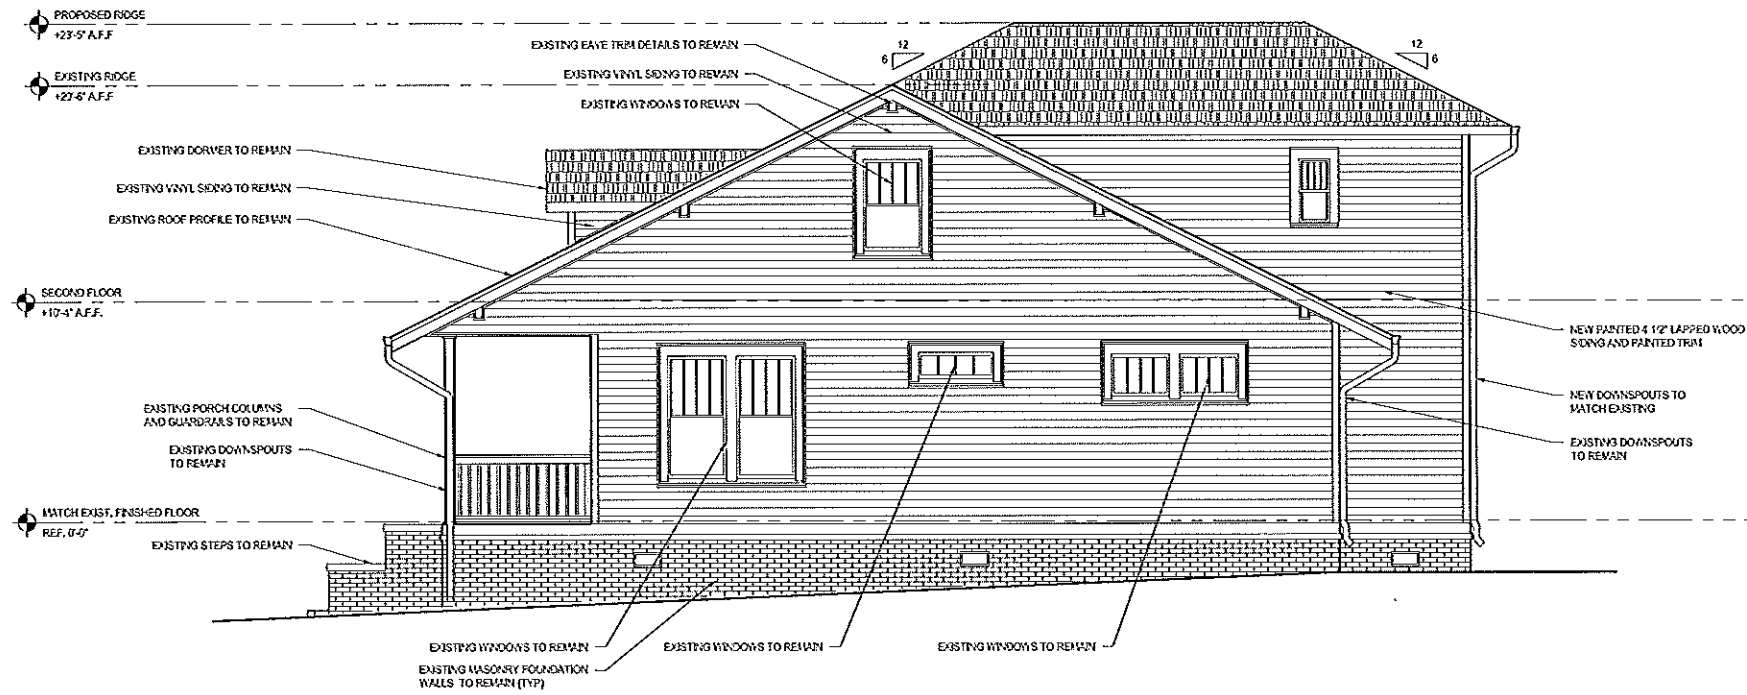 PROPOSED RIDGE
+23'-5" A.F.F
EXISTING RIDGE
+20'-6" A.F.F
EXISTING EAVE TRIM DETAILS TO REMAIN
EXISTING VINYL SIDING TO REMAIN
EXISTING WINDOWS TO REMAIN
12
6
12
6
EXISTING DORMER TO REMAIN
EXISTING VINYL SIDING TO REMAIN
EXISTING ROOF PROFILE TO REMAIN
SECOND FLOOR
+10'-4" A.F.F.
NEW PAINTED 4 1/2" LAPPED WOOD
SIDING AND PAINTED TRIM
NEW DOWNSPOUTS TO
MATCH EXISTING
EXISTING DOWNSPOUTS
TO REMAIN
EXISTING PORCH COLUMNS
AND GUARDRAILS TO REMAIN
EXISTING DOWNSPOUTS
TO REMAIN
MATCH EXIST. FINISHED FLOOR
REF. 0'-0"
EXISTING STEPS TO REMAIN
EXISTING WINDOWS TO REMAIN
EXISTING MASONRY FOUNDATION
WALLS TO REMAIN (TYP)
EXISTING WINDOWS TO REMAIN
EXISTING WINDOWS TO REMAIN